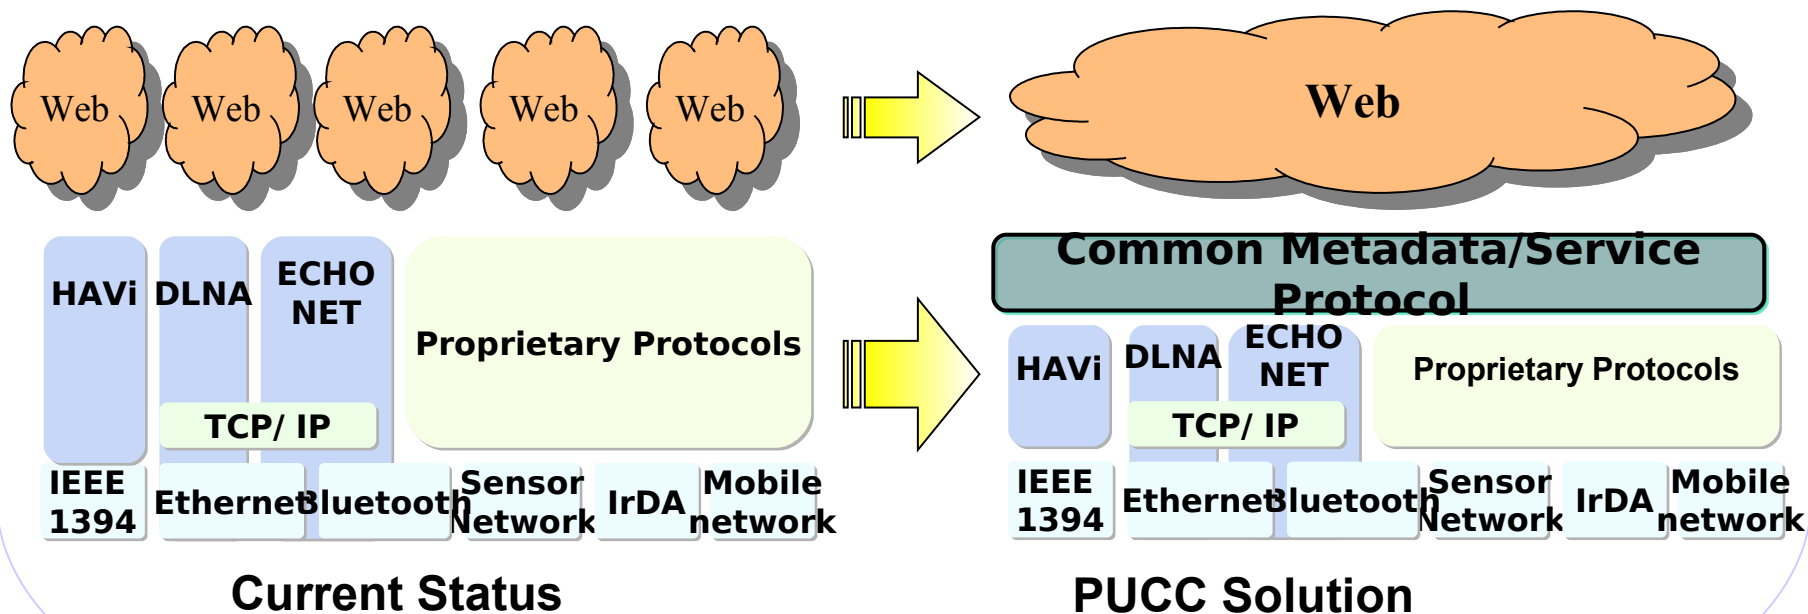 Web Web Web Web Web
Web
HAVi
DLNA
ECHO
NET
Proprietary Protocols
TCP/ IP
IEEE
1394
Ethernet
Bluetooth
Sensor
Network
IrDA
Mobile
network
Current Status
Common Metadata/Service
Protocol
HAVi
DLNA
ECHO
NET
Proprietary Protocols
TCP/ IP
IEEE
1394
Ethernet
Bluetooth
Sensor
Network
IrDA
Mobile
network
PUCC Solution